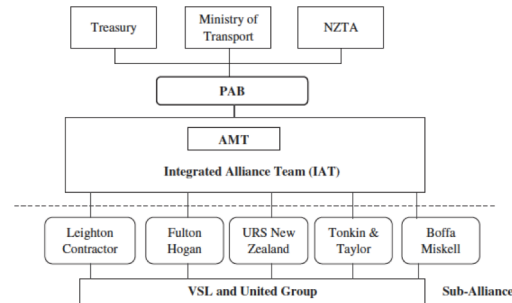 Treasury
Ministry of
Transport
NZTA
PAB
AMT
Integrated Alliance Team (IAT)
Leighton
Contractor
Fulton
Hogan
URS New
Zealand
Tonkin &
Taylor
Boffa
Miskell
VSL and United Group
Sub-Alliance